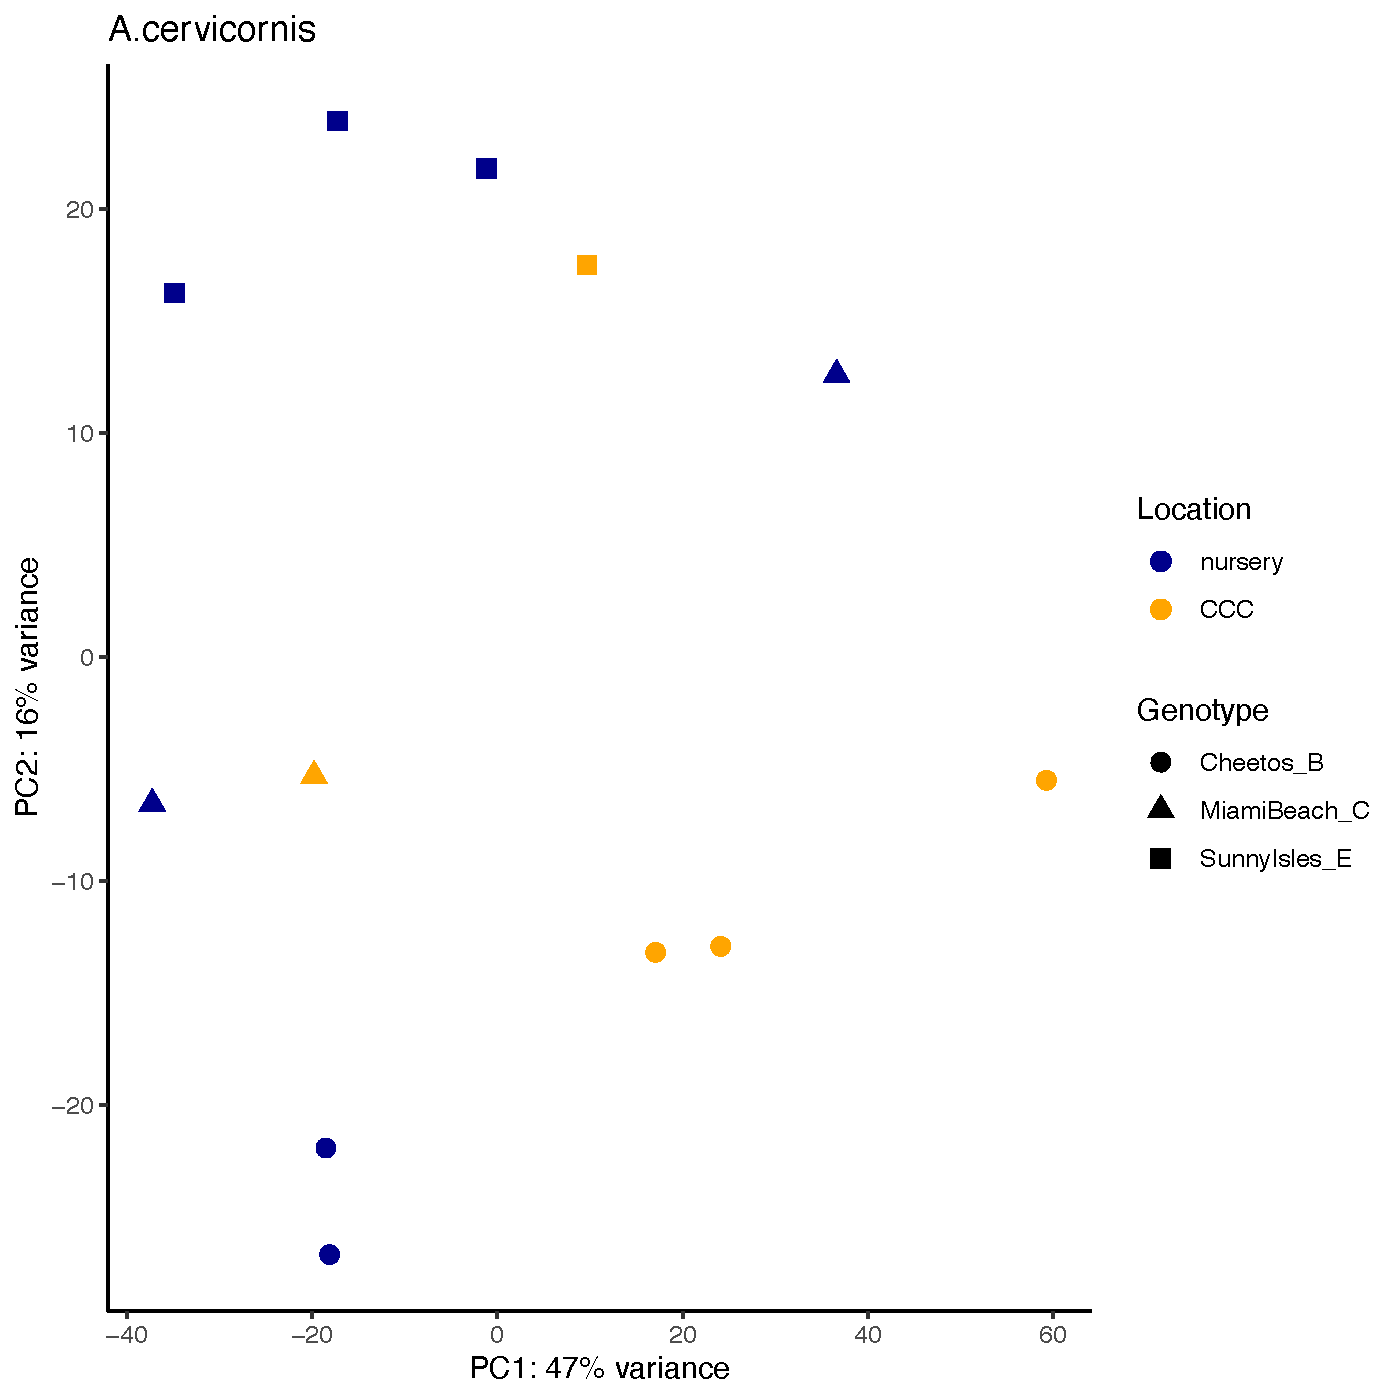 A.cervicornis
PC2: 16% variance
20
10
0
−10
−20
−40
−20
0
20
40
60
PC1: 47% variance
Location
nursery
CCC
Genotype
Cheetos_B
MiamiBeach_C
SunnyIsles_E